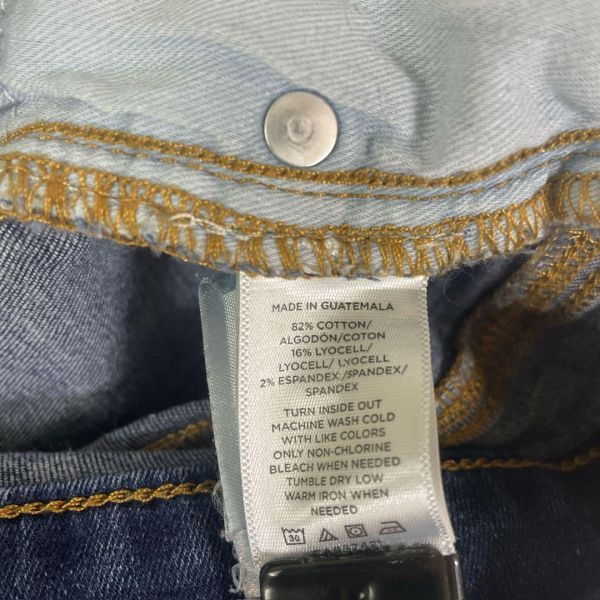 MADE IN GUATEMALA
82% COTTON/
ALGODÓN/COTON
16% LYOCELL/
LYOCELL/ LYOCELL
2% ESPANDEX/SPANDEX/
SPANDEX
TURN INSIDE OUT
MACHINE WASH COLD
WITH LIKE COLORS
ONLY NON-CHLORINE
BLEACH WHEN NEEDED
TUMBLE DRY LOW
WARM IRON WHEN
NEEDED
30